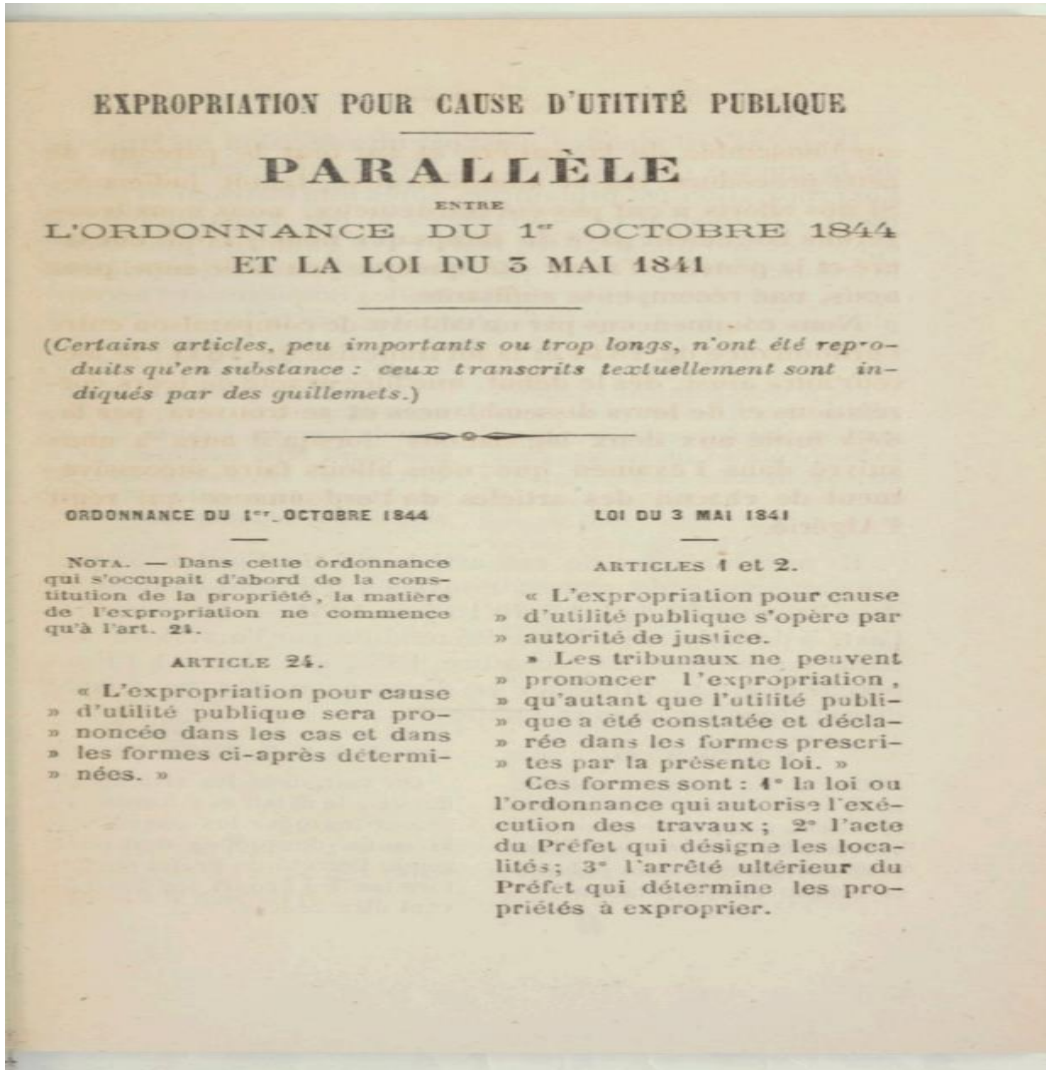 EXPROPRIATION POUR CAUSE D'UTITITÉ PUBLIQUE
PARALLÈLE
ENTRE
L'ORDONNANCE DU 1er OCTOBRE 1844
ET LA LOI DU 3 MAI 1841
(Certains articles, peu importants ou trop longs, n'ont été repro-
duits qu'en substance : ceux transcrits textuellement sont in-
diqués par des guillemets.)
ORDONNANCE DU 1er OCTOBRE 1844
NOTA. — Dans cette ordonnance
qui s'occupait d'abord de la cons-
titution de la propriété, la matière
de l'expropriation ne commence
qu'à l'art. 24.
ARTICLE 24.
« L'expropriation pour cause
» d'utilité publique sera pro-
» noncée dans les cas et dans
» les formes ci-après détermi-
» nées. »
LOI DU 3 MAI 1841
ARTICLES 1 et 2.
« L'expropriation pour cause
» d'utilité publique s'opère par
» autorité de justice.
» Les tribunaux ne peuvent
» prononcer l'expropriation,
» qu'autant que l'utilité publi-
» que a été constatée et décla-
» rée dans les formes prescri-
» tes par la présente loi. »
Ces formes sont : 1° la loi ou
l'ordonnance qui autorise l'exé-
cution des travaux ; 2° l'acte
du Préfet qui désigne les loca-
lités ; 3° l'arrêté ultérieur du
Préfet qui détermine les pro-
priétés à exproprier.